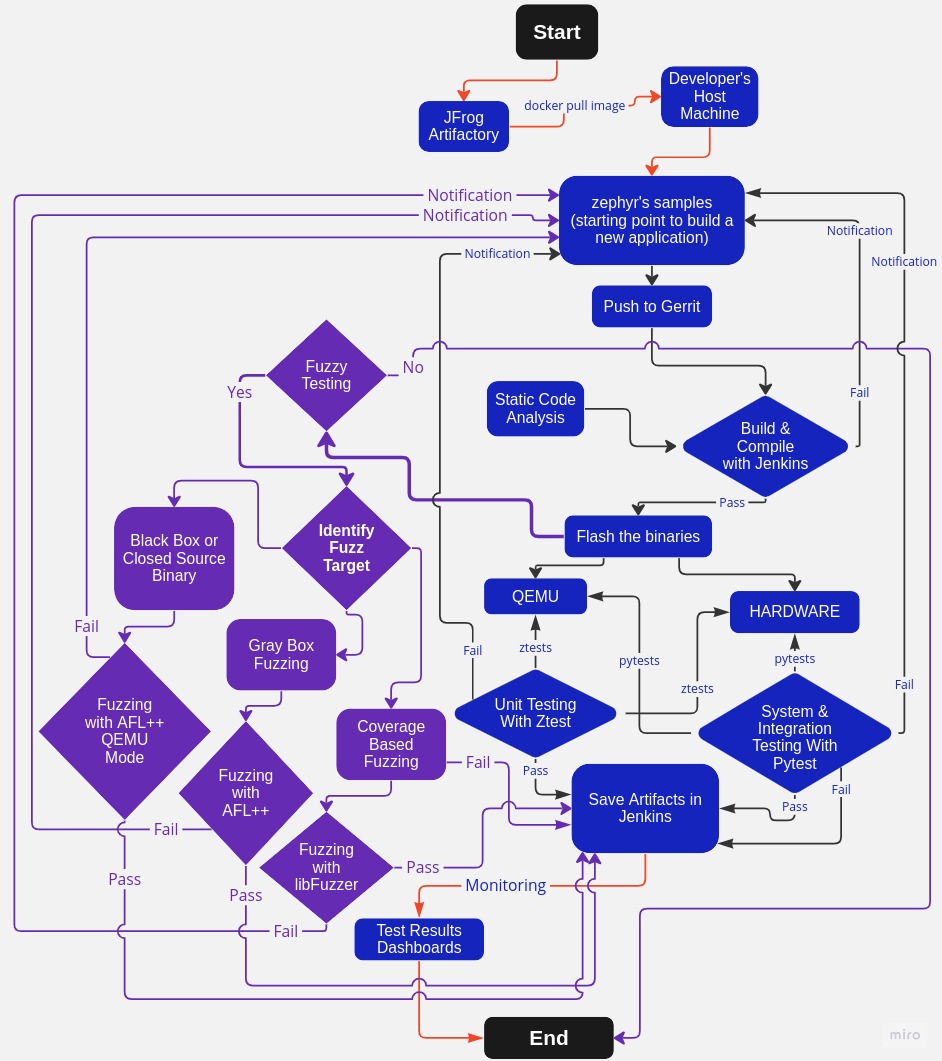 Start
JFrog
Artifactory
docker pull image
Developer's
Host
Machine
Notification
Notification
zephyr's samples
(starting point to build a
new application)
Notification
Notification
Notification
Push to Gerrit
Fuzzy
Testing
No
Yes
Static Code
Analysis
Build &
Compile
with Jenkins
Fail
Pass
Identify
Fuzz
Target
Black Box or
Closed Source
Binary
Flash the binaries
QEMU
HARDWARE
Fail
Gray Box
Fuzzing
Fail
ztests
pytests
pytests
ztests
Fail
Fuzzing
with AFL++
QEMU
Mode
Unit Testing
With Ztest
System &
Integration
Testing With
Pytest
Coverage
Based
Fuzzing
Fail
Pass
Fuzzing
with
AFL++
Save Artifacts in
Jenkins
Pass
Fail
Fail
Fuzzing
with
libFuzzer
Pass
Pass
Pass
Monitoring
Fail
Test Results
Dashboards
End
miro